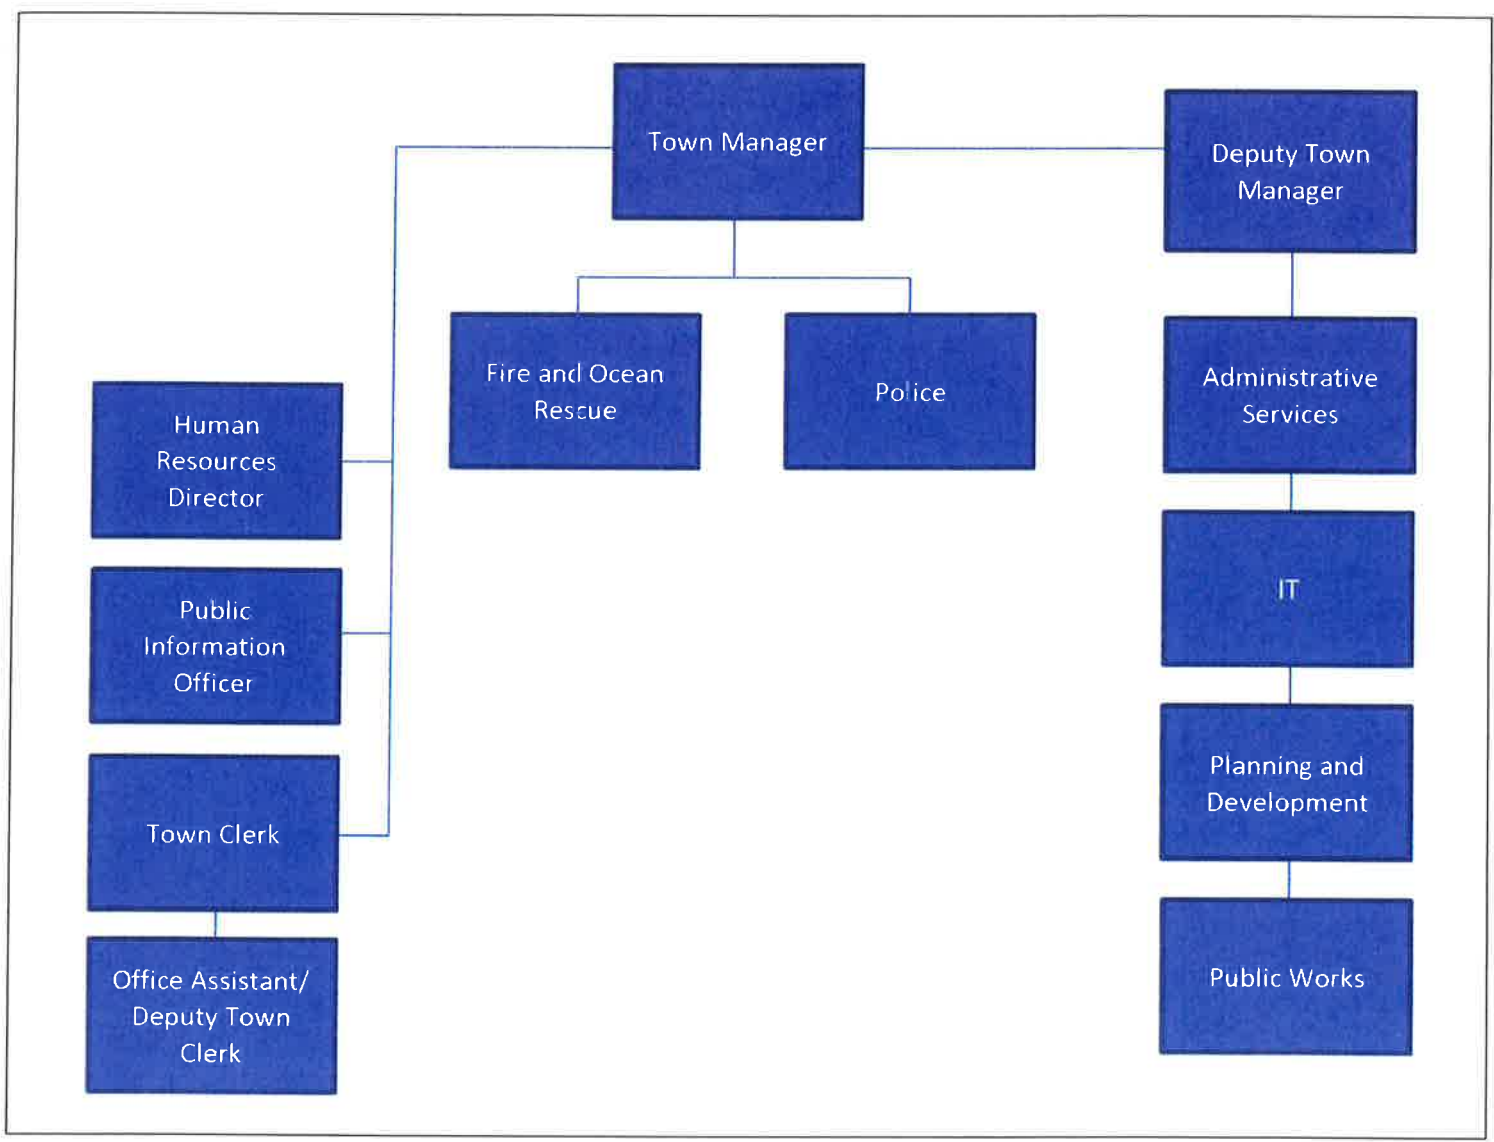 Town Manager
Deputy Town
Manager
Fire and Ocean
Rescue
Police
Administrative
Services
Human
Resources
Director
IT
Public
Information
Officer
Planning and
Development
Town Clerk
Public Works
Office Assistant/
Deputy Town
Clerk